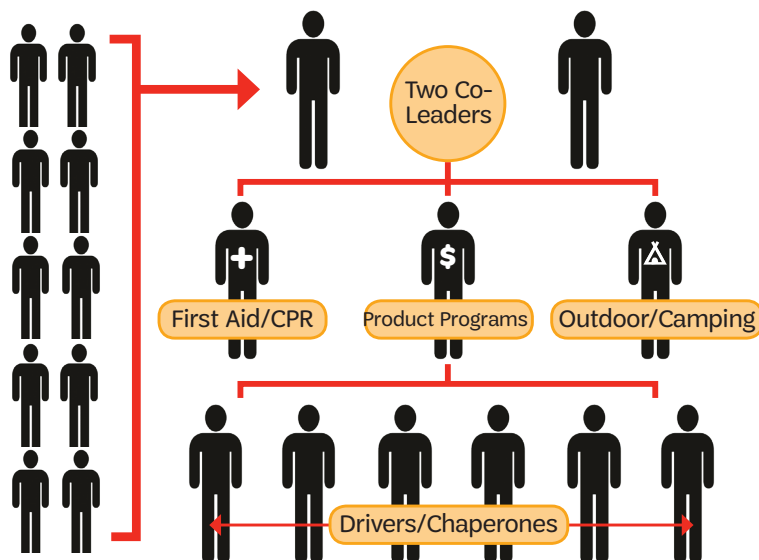 Two Co-
Leaders
$
First Aid/CPR
Product Programs
Outdoor/Camping
Drivers/Chaperones